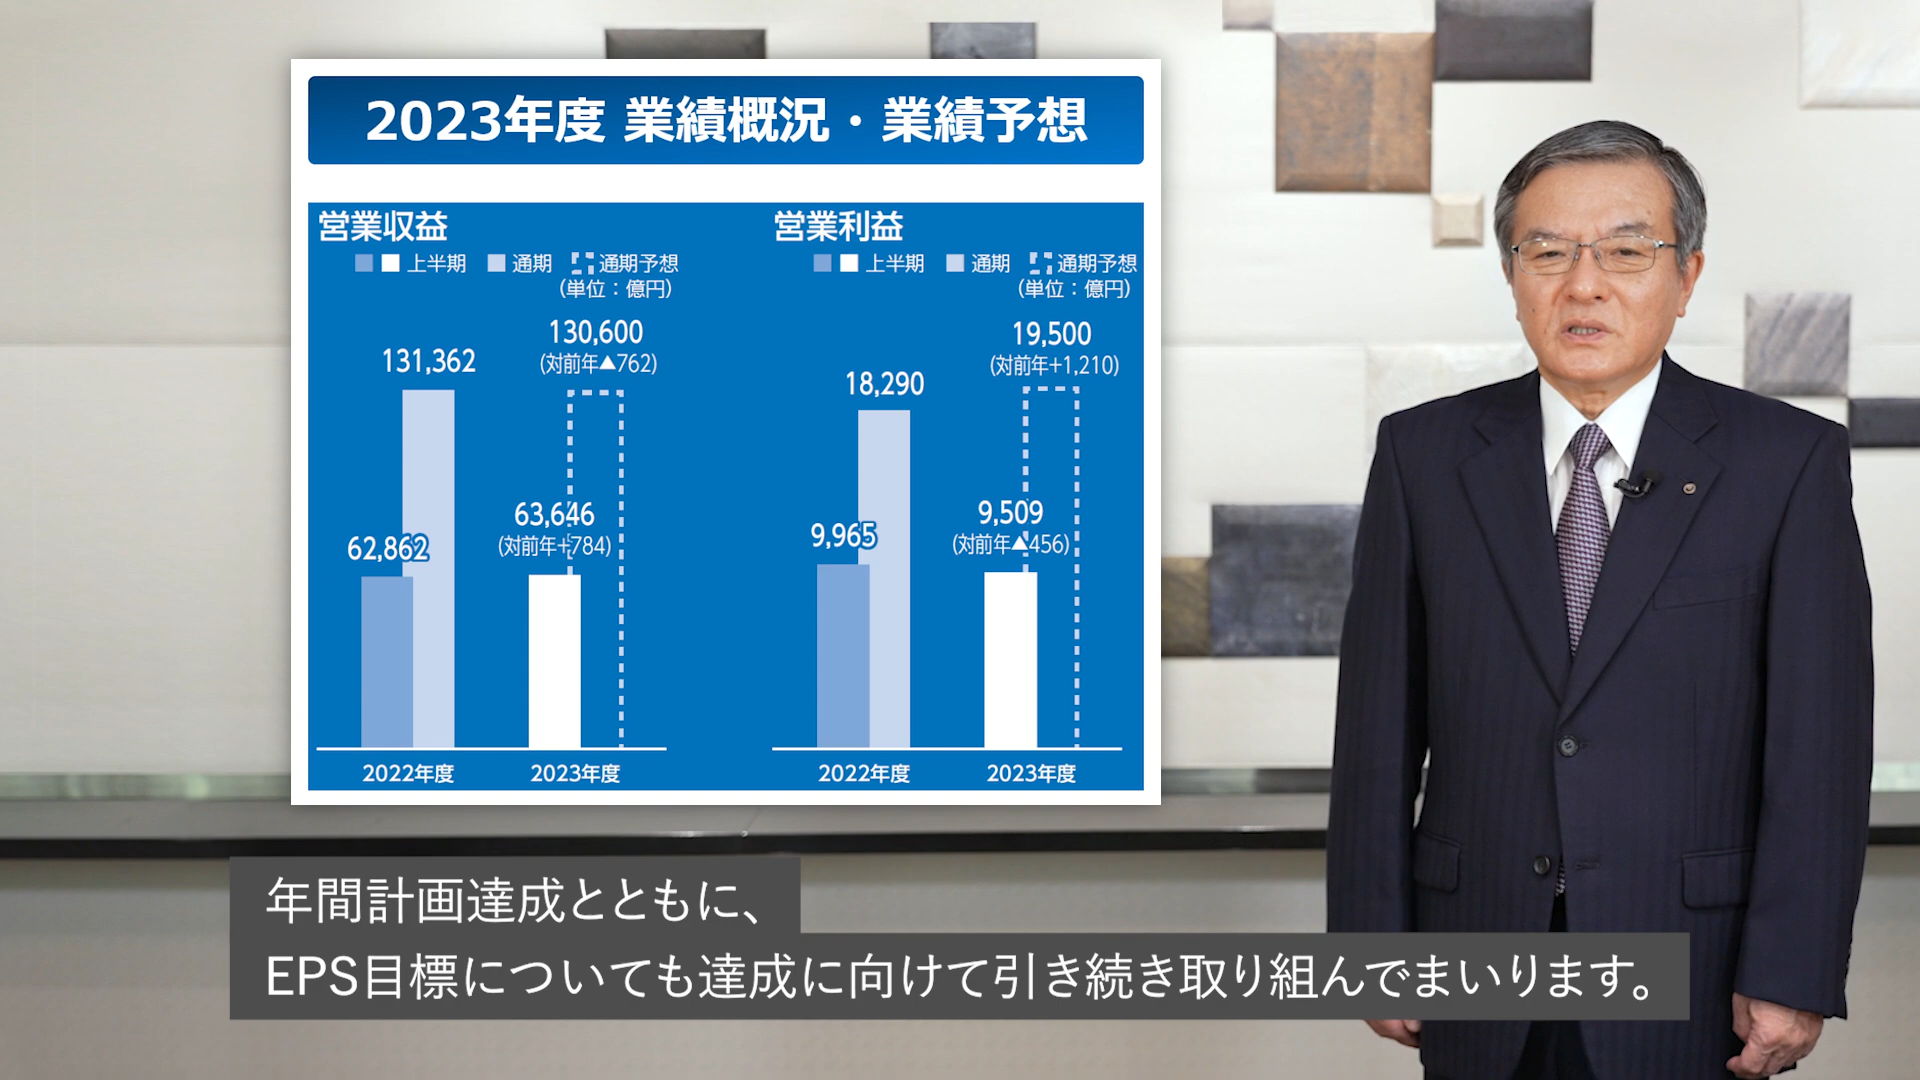 2023年度 業績概況・業績予想
営業収益
上半期 通期 通期予想
(単位：億円)
131,362
130,600
(対前年▲762)
62,862
63,646
(対前年+784)
2022年度 2023年度
営業利益
上半期 通期 通期予想
(単位：億円)
18,290
19,500
(対前年+1,210)
9,965
9,509
(対前年▲456)
2022年度 2023年度
年間計画達成とともに、
EPS目標についても達成に向けて引き続き取り組んでまいります。